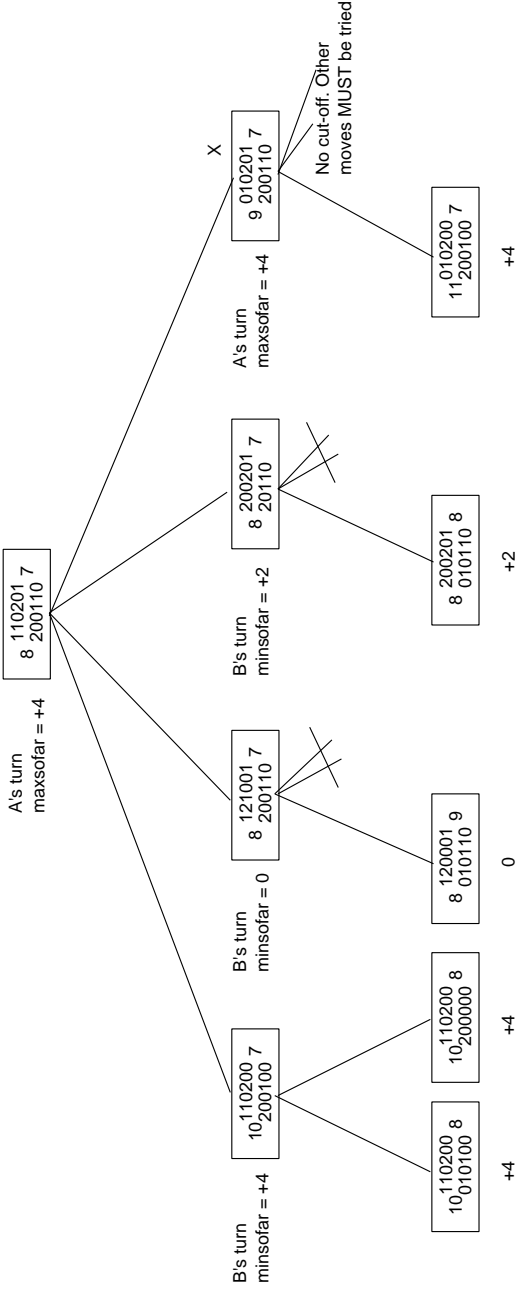 A's turn
maxsofar = +4
110201
8 7
200110
B's turn
minsofar = +4
110200
10 7
200100
B's turn
minsofar = 0
121001
8 7
200110
B's turn
minsofar = +2
200201
8 7
20110
A's turn
maxsofar = +4
X
010201
9 7
200110
No cut-off. Other
moves MUST be tried
110200
10 8
010100
+4
110200
10 8
200000
+4
120001
8 9
010110
0
200201
8 8
010110
+2
010200
11 7
200100
+4